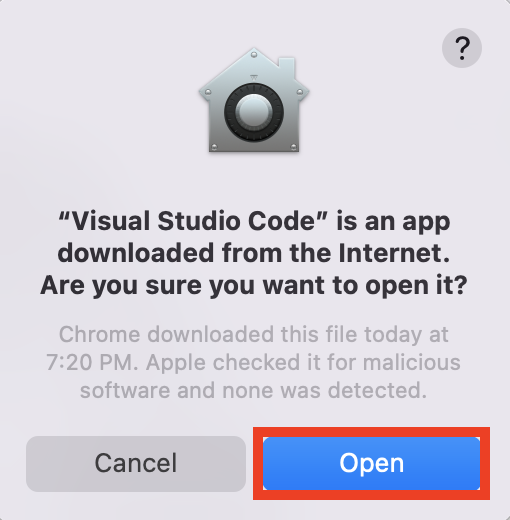 ?
“Visual Studio Code” is an app
downloaded from the Internet.
Are you sure you want to open it?
Chrome downloaded this file today at
7:20 PM. Apple checked it for malicious
software and none was detected.
Cancel
Open